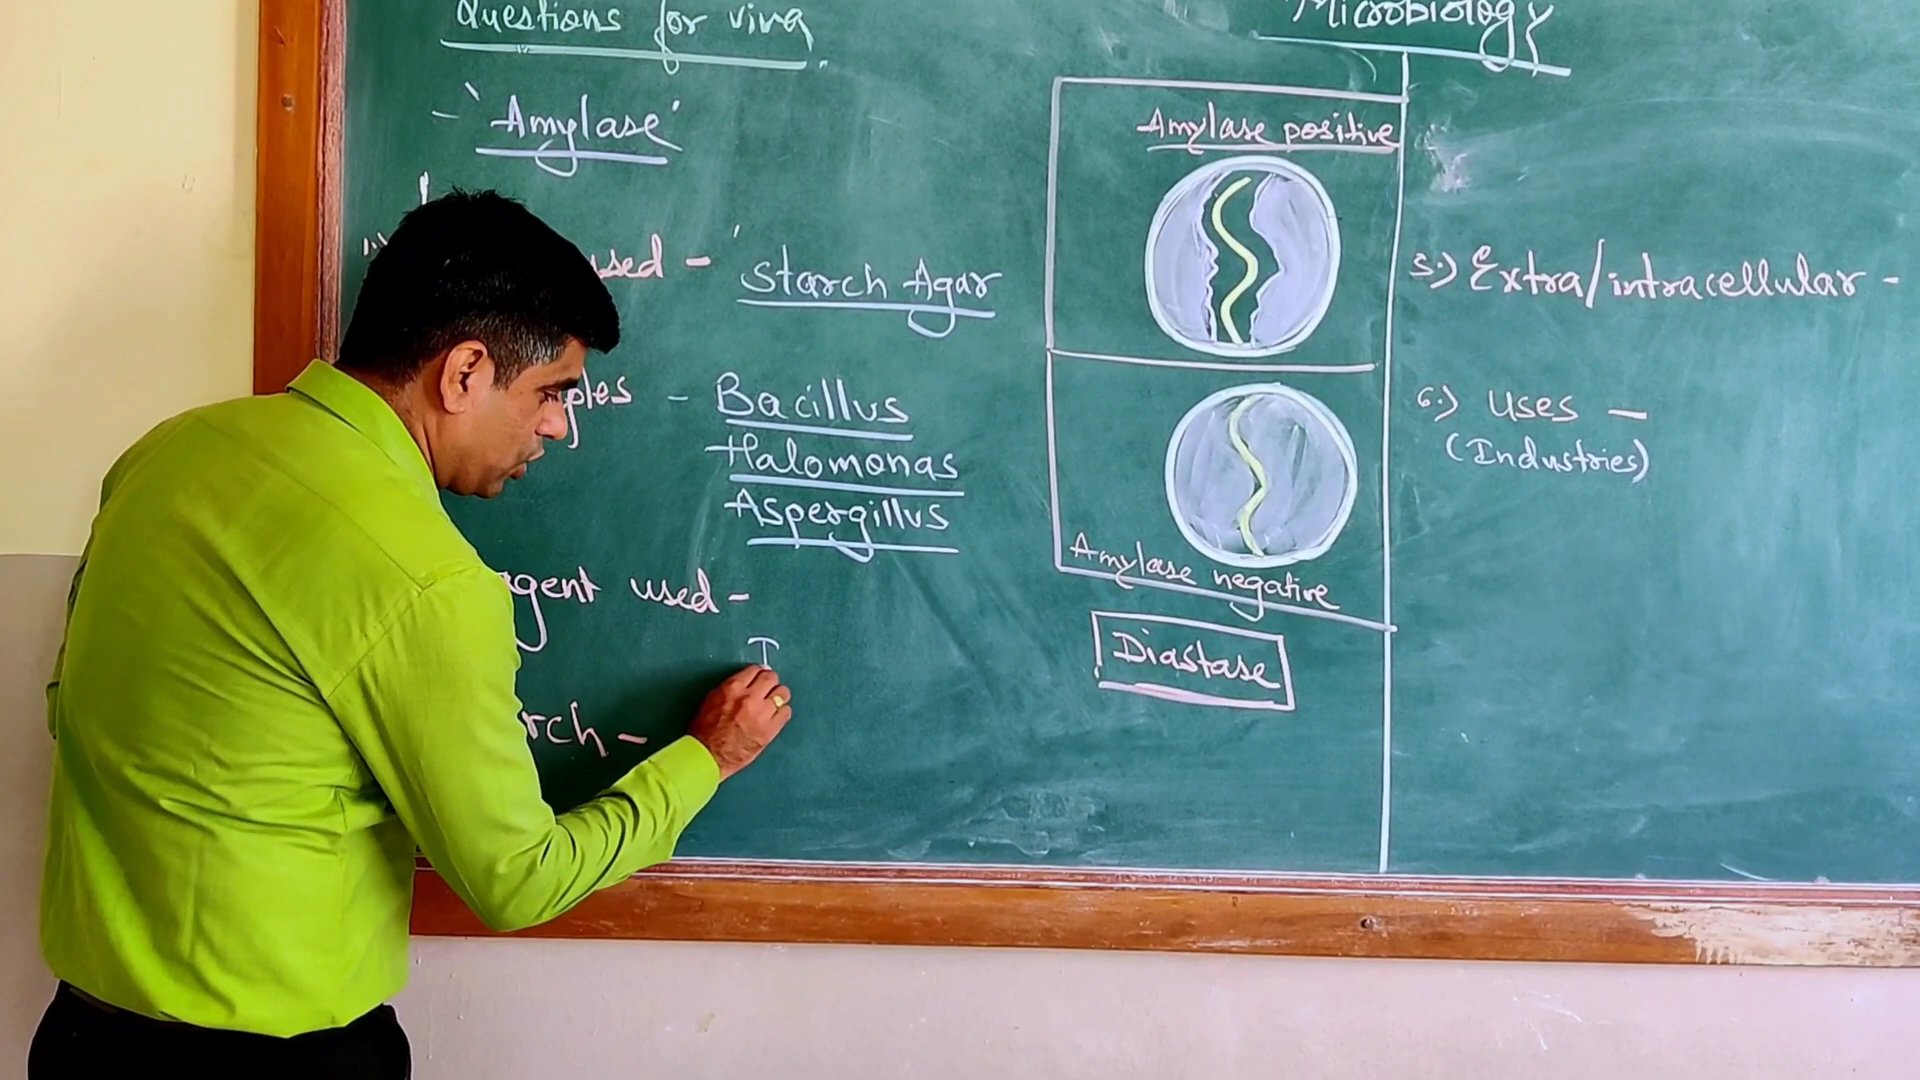 Questions for viva
Microbiology
- 'Amylase'
used - 'Starch Agar
ples - Bacillus
Halomonas
Aspergillus
agent used -
I
rch -
Amylase positive
Amylase negative
Diastase
5.) Extra/intracellular -
6.) Uses -
(Industries)